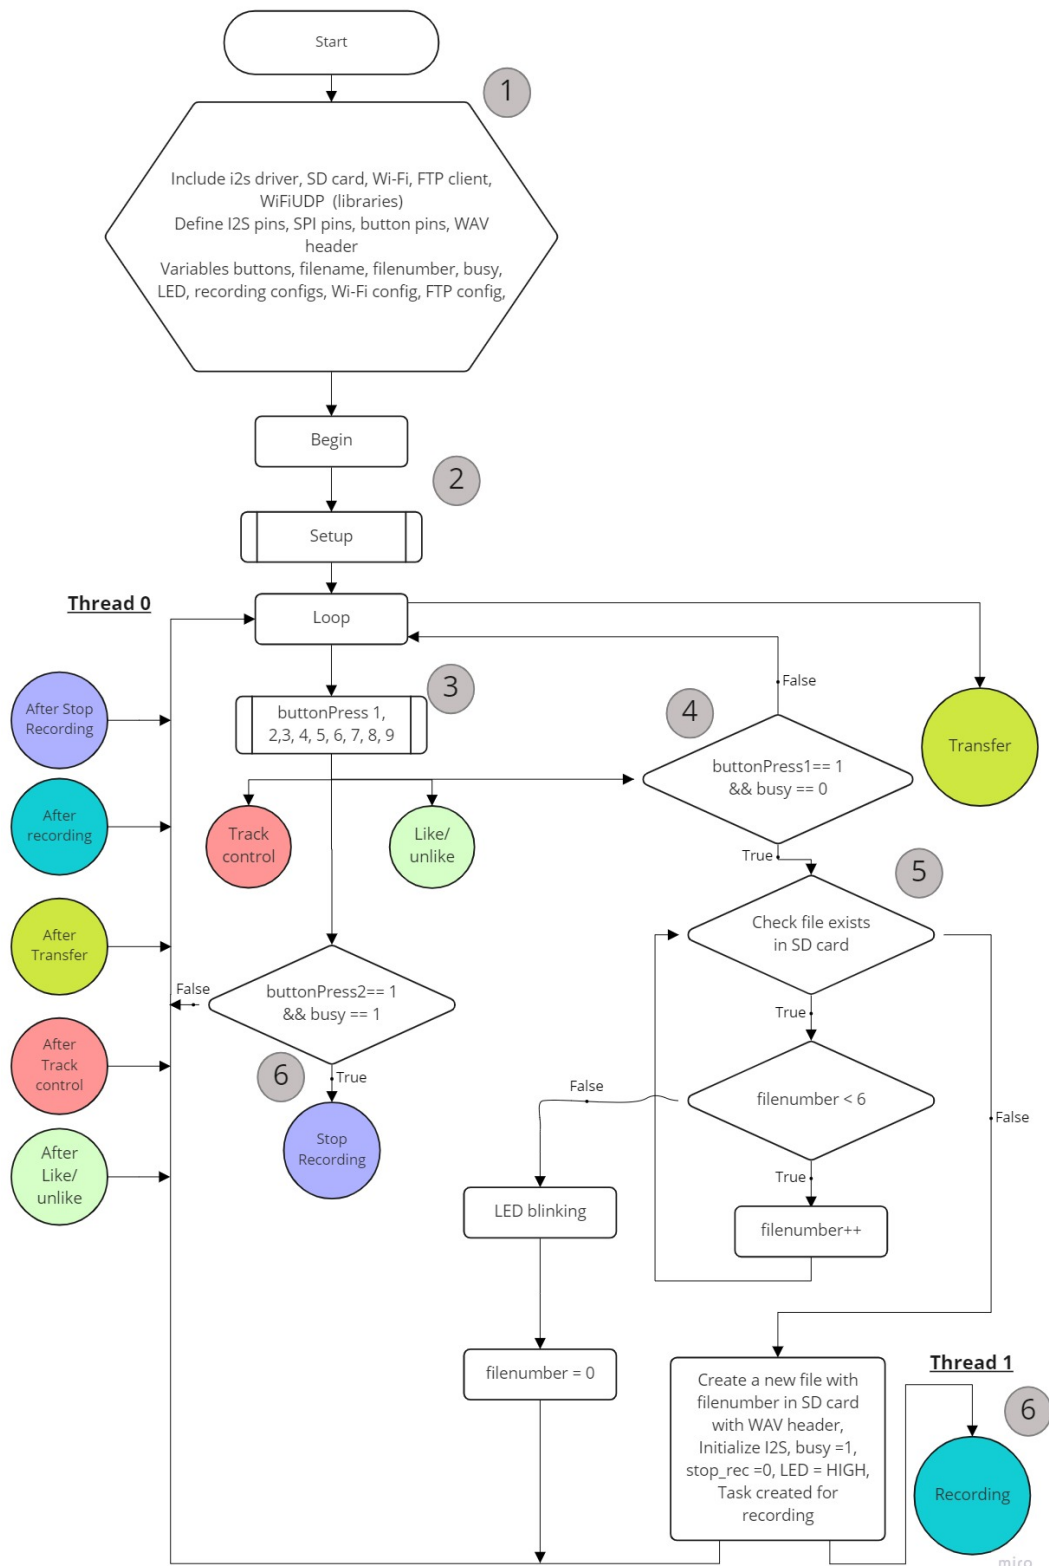 Start
1
Include i2s driver, SD card, Wi-Fi, FTP client,
WiFiUDP (libraries)
Define I2S pins, SPI pins, button pins, WAV
header
Variables buttons, filename, filenumber, busy,
LED, recording configs, Wi-Fi config, FTP config,
Begin
2
Setup
Thread 0
Loop
3
buttonPress 1,
2,3, 4, 5, 6, 7, 8, 9
False
4
buttonPress1== 1
&& busy == 0
True
Transfer
After Stop
Recording
After
recording
After
Transfer
After
Track
control
After
Like/
unlike
Track
control
Like/
unlike
5
Check file exists
in SD card
True
False
False
buttonPress2== 1
&& busy == 1
6
True
Stop
Recording
filenumber < 6
False
True
LED blinking
filenumber++
filenumber = 0
Create a new file with
filenumber in SD card
with WAV header,
Initialize I2S, busy =1,
stop_rec =0, LED = HIGH,
Task created for
recording
Thread 1
6
Recording
miro